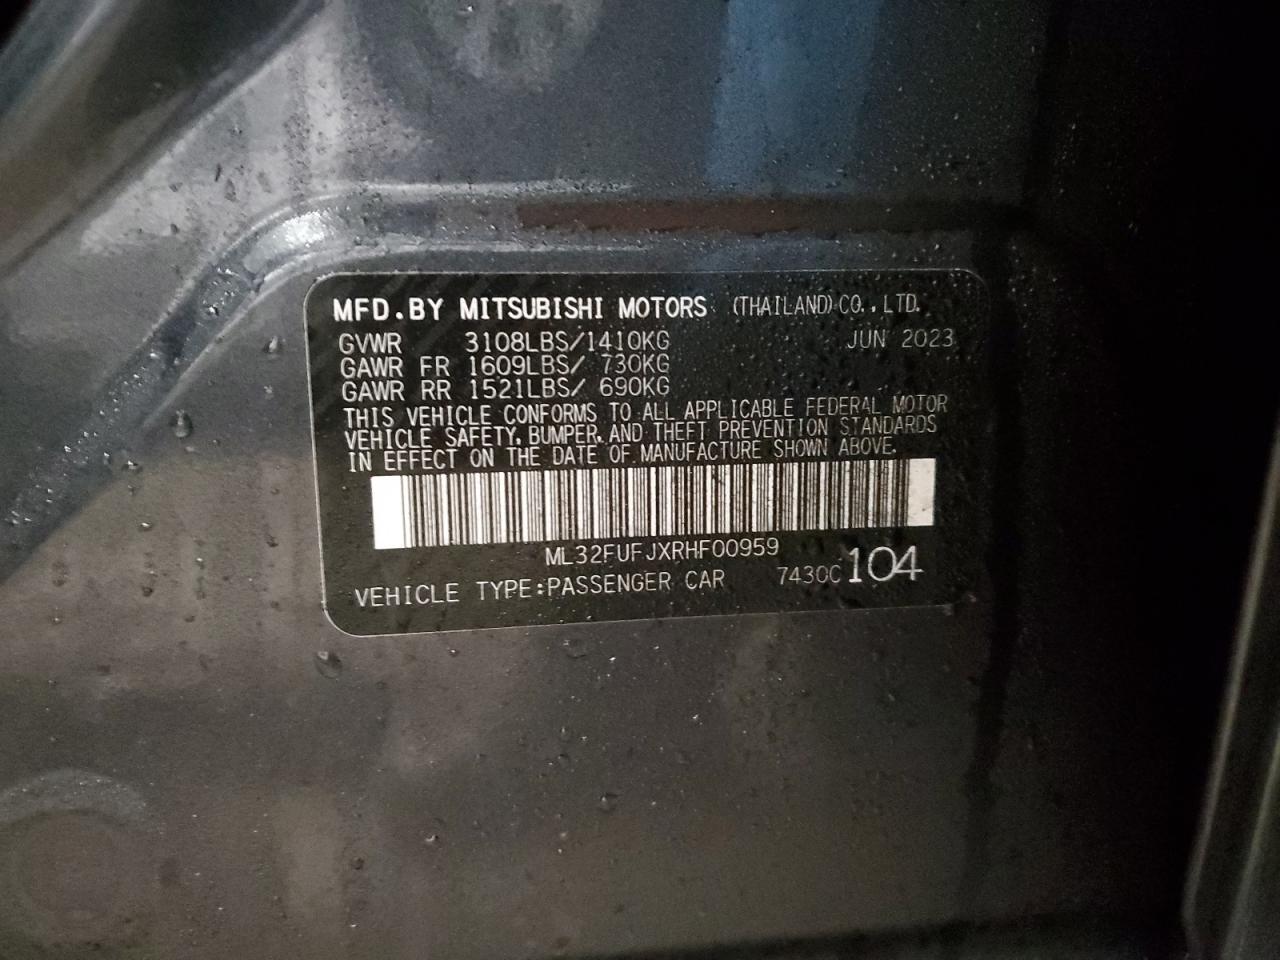 MFD.BY MITSUBISHI MOTORS (THAILAND) CO.,LTD.
GVWR 3108LBS/1410KG JUN 2023
GAWR FR 1609LBS/ 730KG
GAWR RR 1521LBS/ 690KG
THIS VEHICLE CONFORMS TO ALL APPLICABLE FEDERAL MOTOR
VEHICLE SAFETY, BUMPER, AND THEFT PREVENTION STANDARDS
IN EFFECT ON THE DATE OF MANUFACTURE SHOWN ABOVE.
ML32FUFJXRHF00959
VEHICLE TYPE:PASSENGER CAR 7430C 104